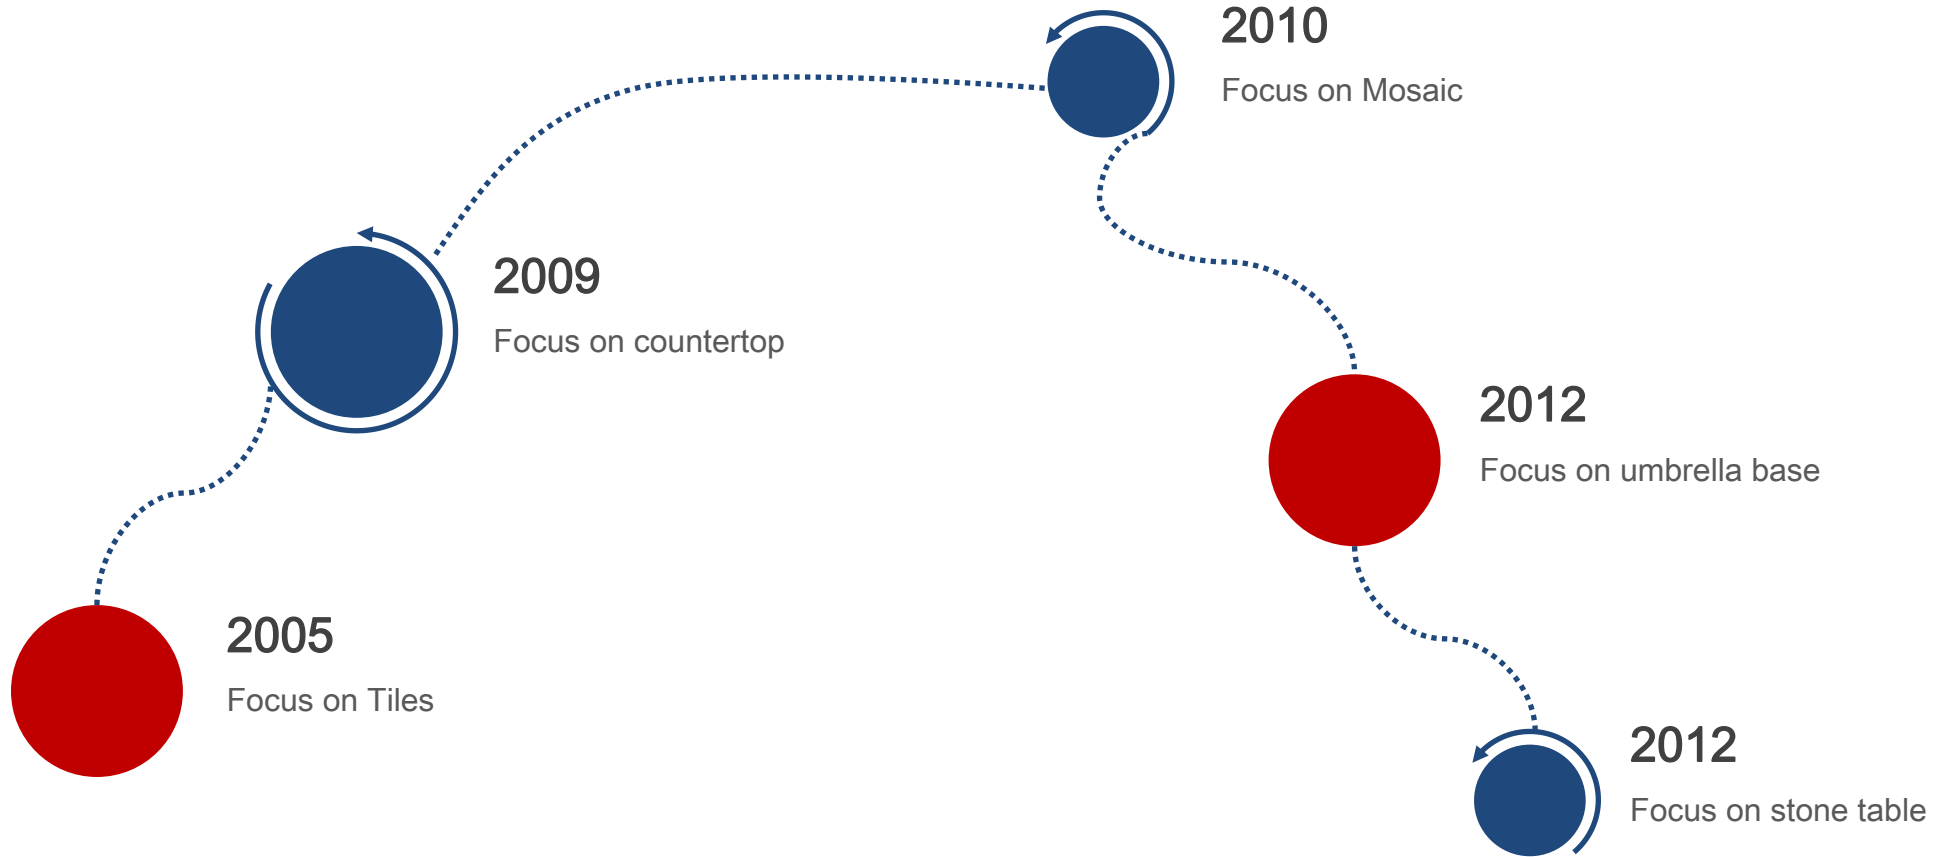 2010
Focus on Mosaic
2009
Focus on countertop
2012
Focus on umbrella base
2005
Focus on Tiles
2012
Focus on stone table